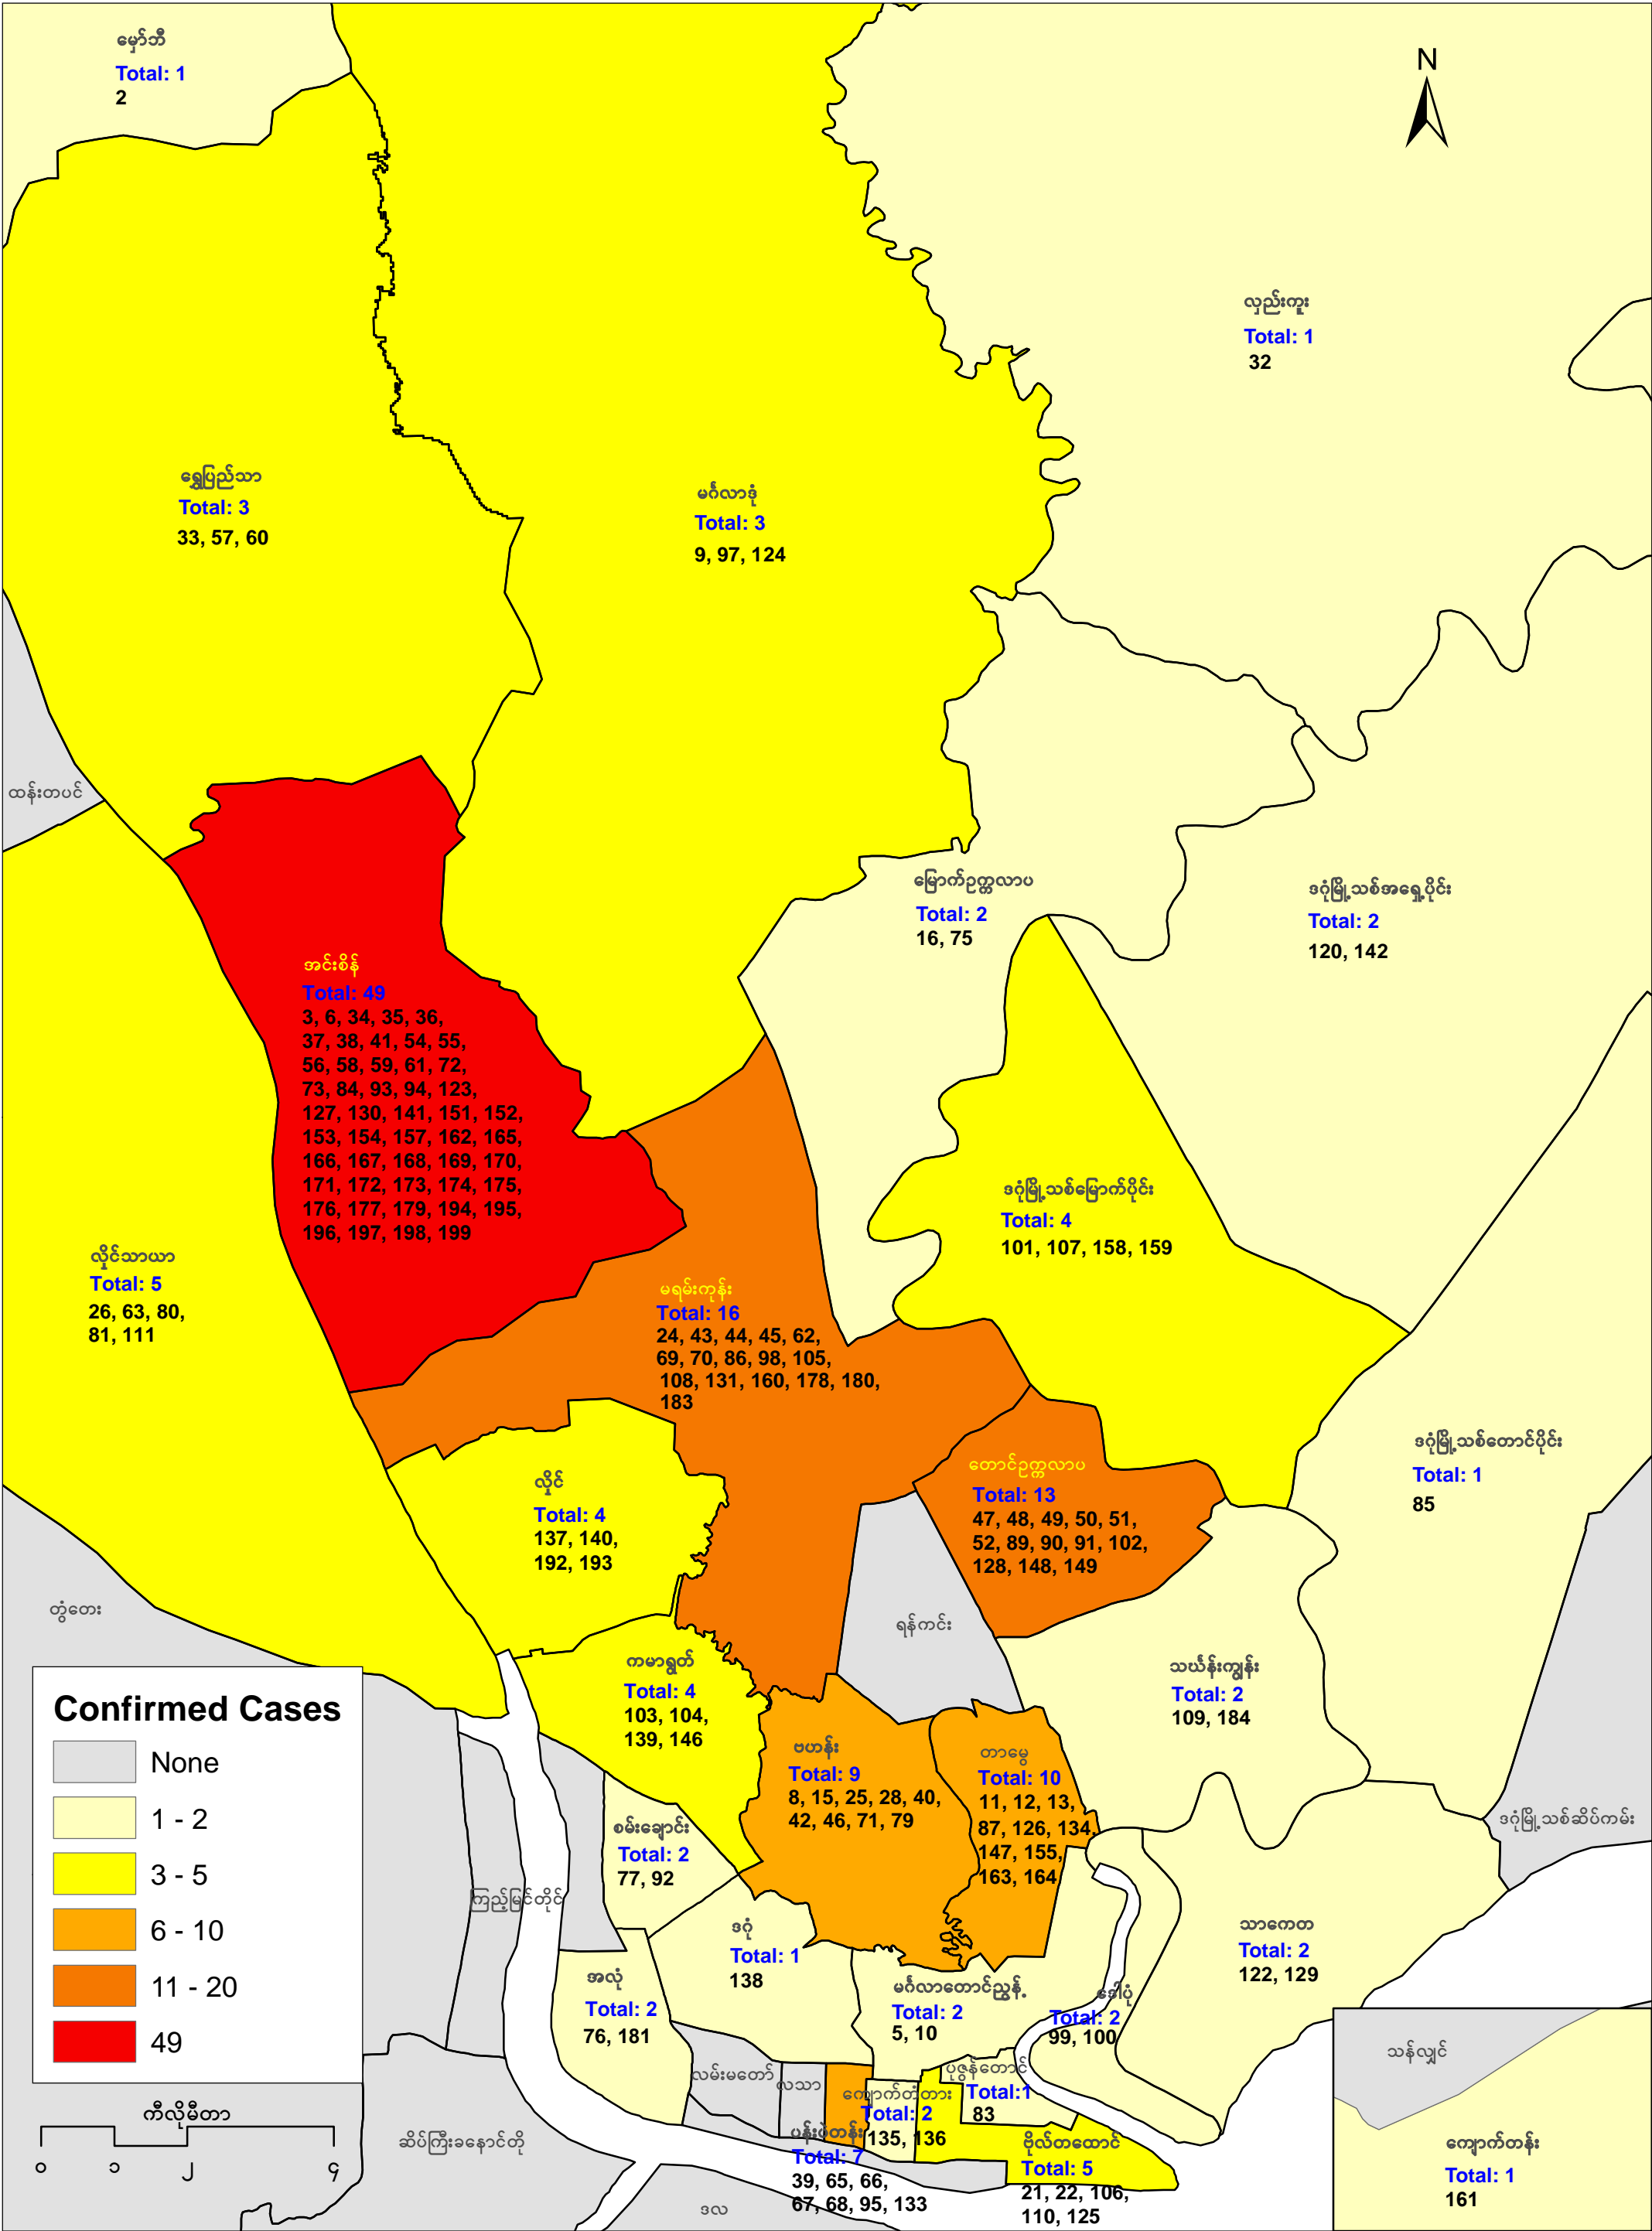 မှော်ဘီ
Total: 1
2
N
လှည်းကူး
Total: 1
32
ရွှေပြည်သာ
Total: 3
33, 57, 60
မင်္ဂလာဒုံ
Total: 3
9, 97, 124
ထန်းတပင်
မြောက်ဥက္ကလာပ
Total: 2
16, 75
ဒဂုံမြို့သစ်အရှေ့ပိုင်း
Total: 2
120, 142
အင်းစိန်
Total: 49
3, 6, 34, 35, 36,
37, 38, 41, 54, 55,
56, 58, 59, 61, 72,
73, 84, 93, 94, 123,
127, 130, 141, 151, 152,
153, 154, 157, 162, 165,
166, 167, 168, 169, 170,
171, 172, 173, 174, 175,
176, 177, 179, 194, 195,
196, 197, 198, 199
ဒဂုံမြို့သစ်မြောက်ပိုင်း
Total: 4
101, 107, 158, 159
လှိုင်သာယာ
Total: 5
26, 63, 80,
81, 111
မရမ်းကုန်း
Total: 16
24, 43, 44, 45, 62,
69, 70, 86, 98, 105,
108, 131, 160, 178, 180,
183
ဒဂုံမြို့သစ်တောင်ပိုင်း
Total: 1
85
တောင်ဥက္ကလာပ
Total: 13
47, 48, 49, 50, 51,
52, 89, 90, 91, 102,
128, 148, 149
လှိုင်
Total: 4
137, 140,
192, 193
တွံတေး
ရန်ကင်း
ကမာရွတ်
Total: 4
103, 104,
139, 146
သင်္ဃန်းကျွန်း
Total: 2
109, 184
ဗဟန်း
Total: 9
8, 15, 25, 28, 40,
42, 46, 71, 79
တာမွေ
Total: 10
11, 12, 13,
87, 126, 134,
147, 155,
163, 164
ဒဂုံမြို့သစ်ဆိပ်ကမ်း
စမ်းချောင်း
Total: 2
77, 92
ကြည့်မြင်တိုင်
ဒဂုံ
Total: 1
138
သာကေတ
Total: 2
122, 129
အလုံ
Total: 2
76, 181
မင်္ဂလာတောင်ညွန့်
Total: 2
5, 10
ဒေါပုံ
Total: 2
99, 100
လမ်းမတော်
လသာ
ကျောက်တံတား
Total: 2
135, 136
ပုဇွန်တောင်
Total:1
83
ပန်းပဲတန်း
Total: 7
39, 65, 66,
67, 68, 95, 133
ဗိုလ်တထောင်
Total: 5
21, 22, 106,
110, 125
ဆိပ်ကြီးခနောင်တို
ဒလ
သန်လျှင်
ကျောက်တန်း
Total: 1
161
Confirmed Cases
None
1 - 2
3 - 5
6 - 10
11 - 20
49
ကီလိုမီတာ
၀ ၁ ၂ ၄